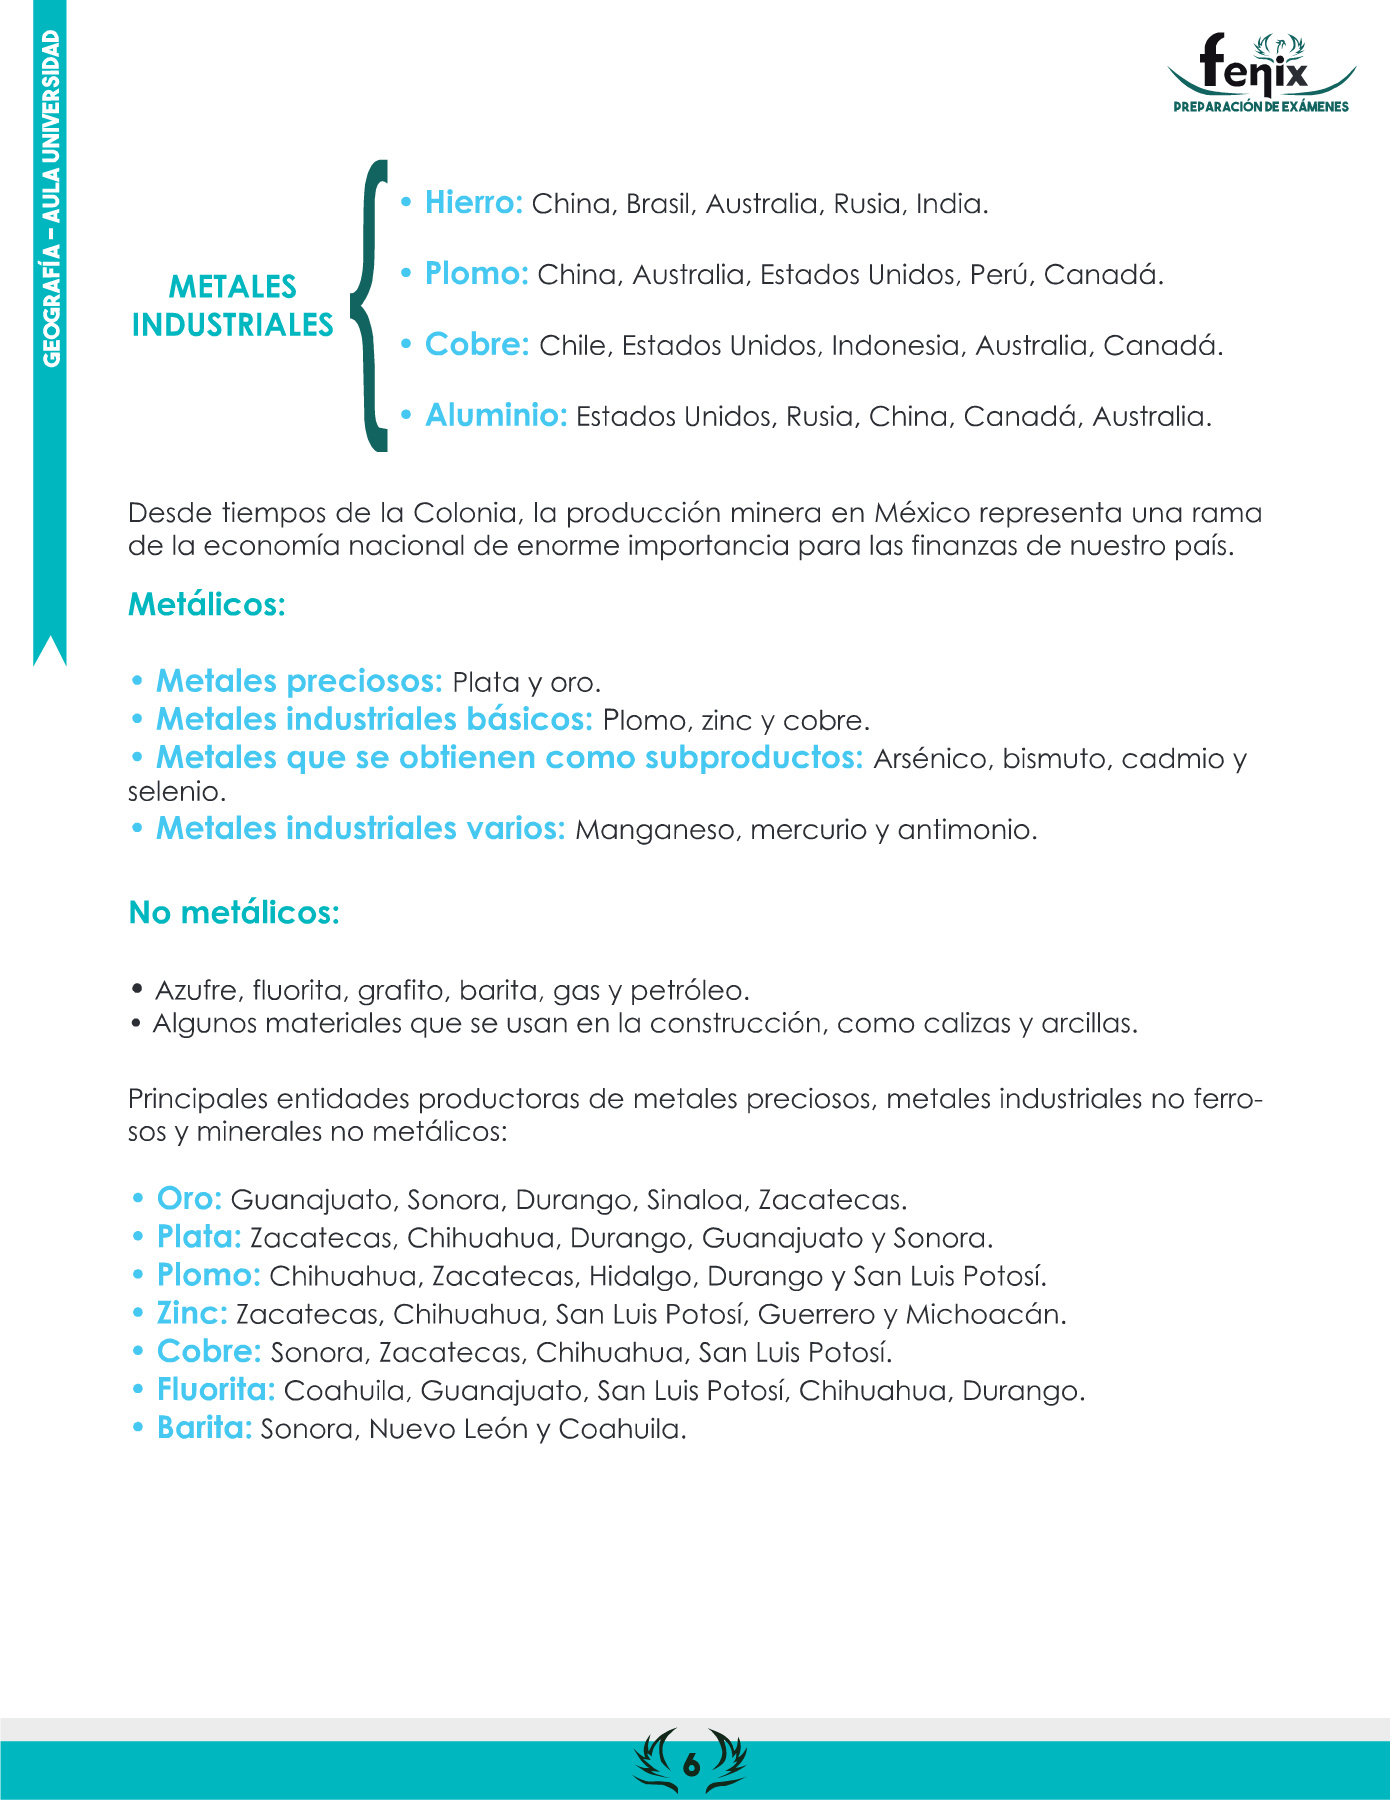 GEOGRAFÍA – AULA UNIVERSIDAD
fenix
PREPARACIÓN DE EXÁMENES
METALES
INDUSTRIALES
• Hierro: China, Brasil, Australia, Rusia, India.
• Plomo: China, Australia, Estados Unidos, Perú, Canadá.
• Cobre: Chile, Estados Unidos, Indonesia, Australia, Canadá.
• Aluminio: Estados Unidos, Rusia, China, Canadá, Australia.
Desde tiempos de la Colonia, la producción minera en México representa una rama
de la economía nacional de enorme importancia para las finanzas de nuestro país.
Metálicos:
• Metales preciosos: Plata y oro.
• Metales industriales básicos: Plomo, zinc y cobre.
• Metales que se obtienen como subproductos: Arsénico, bismuto, cadmio y
selenio.
• Metales industriales varios: Manganeso, mercurio y antimonio.
No metálicos:
• Azufre, fluorita, grafito, barita, gas y petróleo.
• Algunos materiales que se usan en la construcción, como calizas y arcillas.
Principales entidades productoras de metales preciosos, metales industriales no ferro-
sos y minerales no metálicos:
• Oro: Guanajuato, Sonora, Durango, Sinaloa, Zacatecas.
• Plata: Zacatecas, Chihuahua, Durango, Guanajuato y Sonora.
• Plomo: Chihuahua, Zacatecas, Hidalgo, Durango y San Luis Potosí.
• Zinc: Zacatecas, Chihuahua, San Luis Potosí, Guerrero y Michoacán.
• Cobre: Sonora, Zacatecas, Chihuahua, San Luis Potosí.
• Fluorita: Coahuila, Guanajuato, San Luis Potosí, Chihuahua, Durango.
• Barita: Sonora, Nuevo León y Coahuila.
6